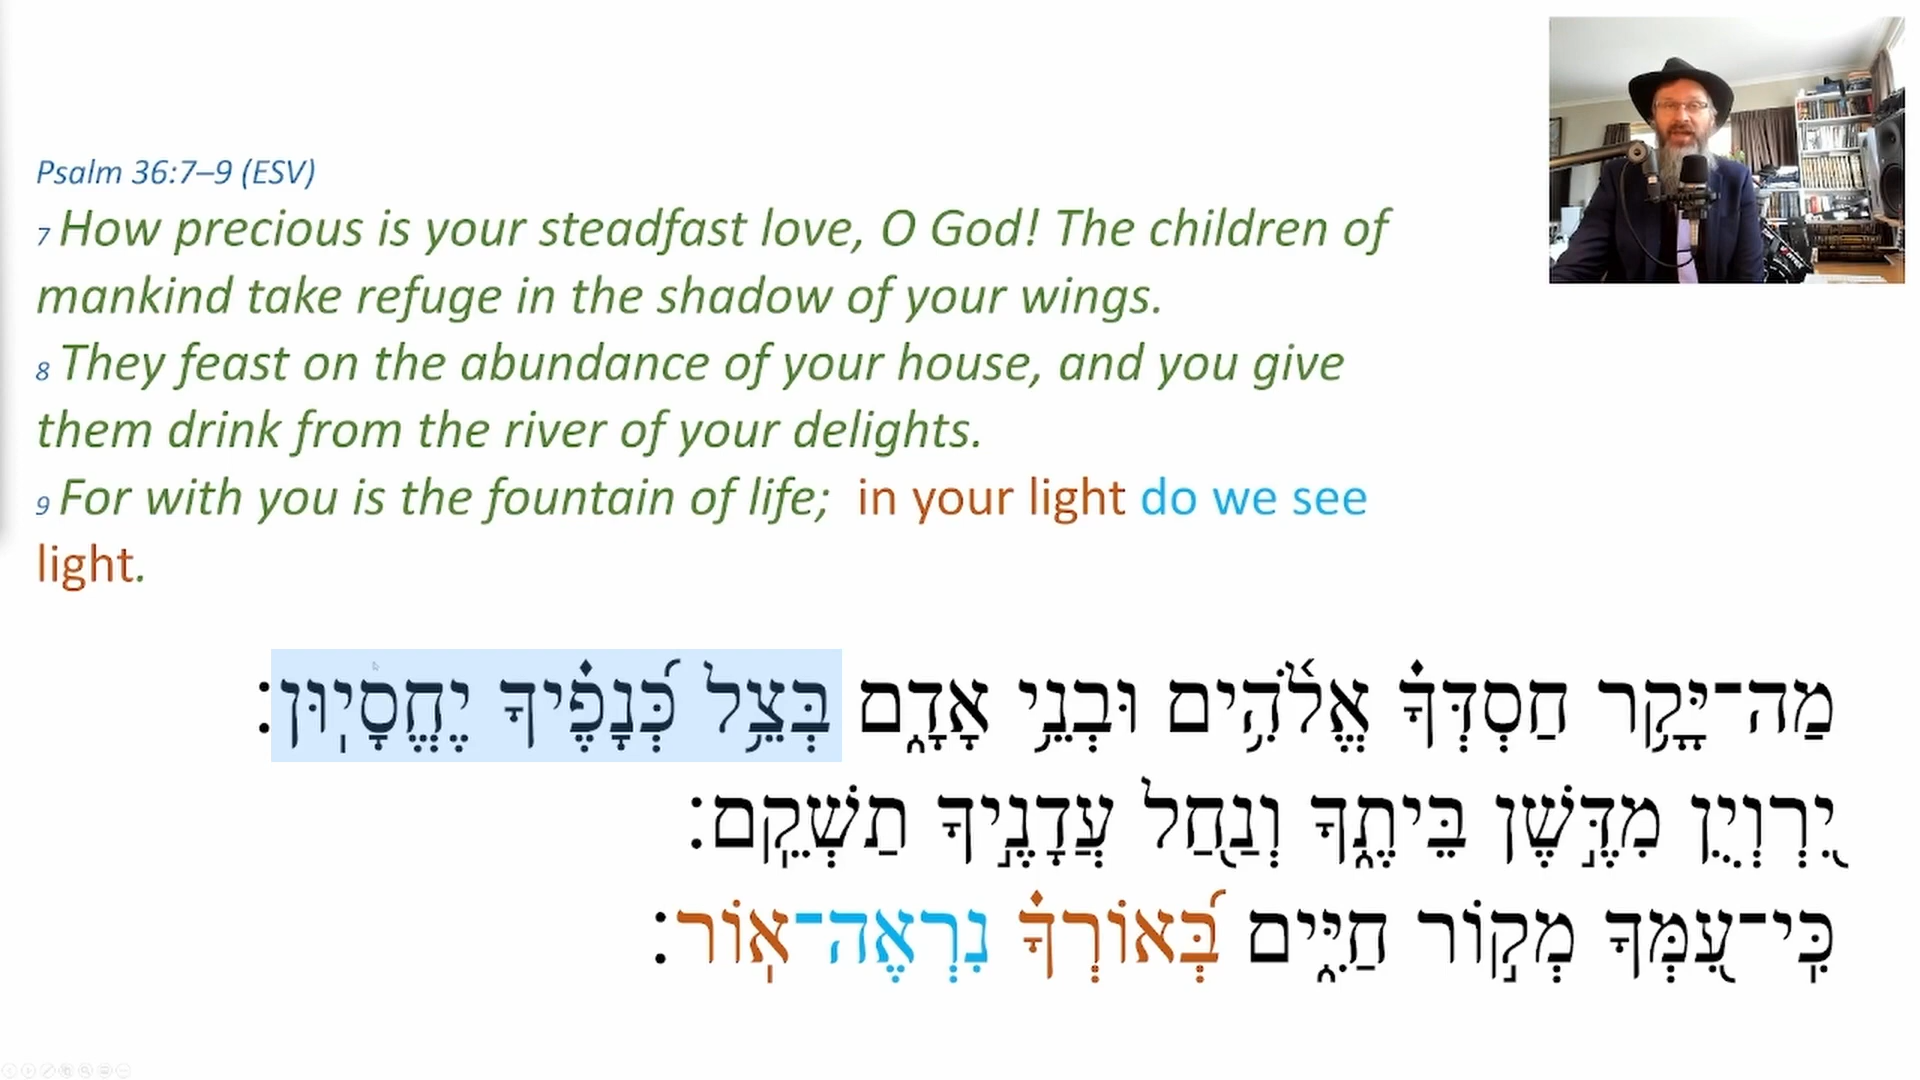 Psalm 36:7–9 (ESV)
7 How precious is your steadfast love, O God! The children of
mankind take refuge in the shadow of your wings.
8 They feast on the abundance of your house, and you give
them drink from the river of your delights.
9 For with you is the fountain of life;  in your light do we see
light.
מַה־יָּקָ֥ר חַסְדְּךָ֗ אֱלֹ֫הִ֥ים וּבְנֵ֥י אָדָ֑ם בְּצֵ֥ל כְּ֝נָפֶ֗יךָ יֶחֱסָיֽוּן׃
יִ֭רְוְיֻן מִדֶּ֣שֶׁן בֵּיתֶ֑ךָ וְנַ֖חַל עֲדָנֶ֣יךָ תַשְׁקֵֽם׃
כִּֽי־עִ֭מְּךָ מְק֣וֹר חַיִּ֑ים בְּ֝אוֹרְךָ֗ נִרְאֶה־אֽוֹר׃